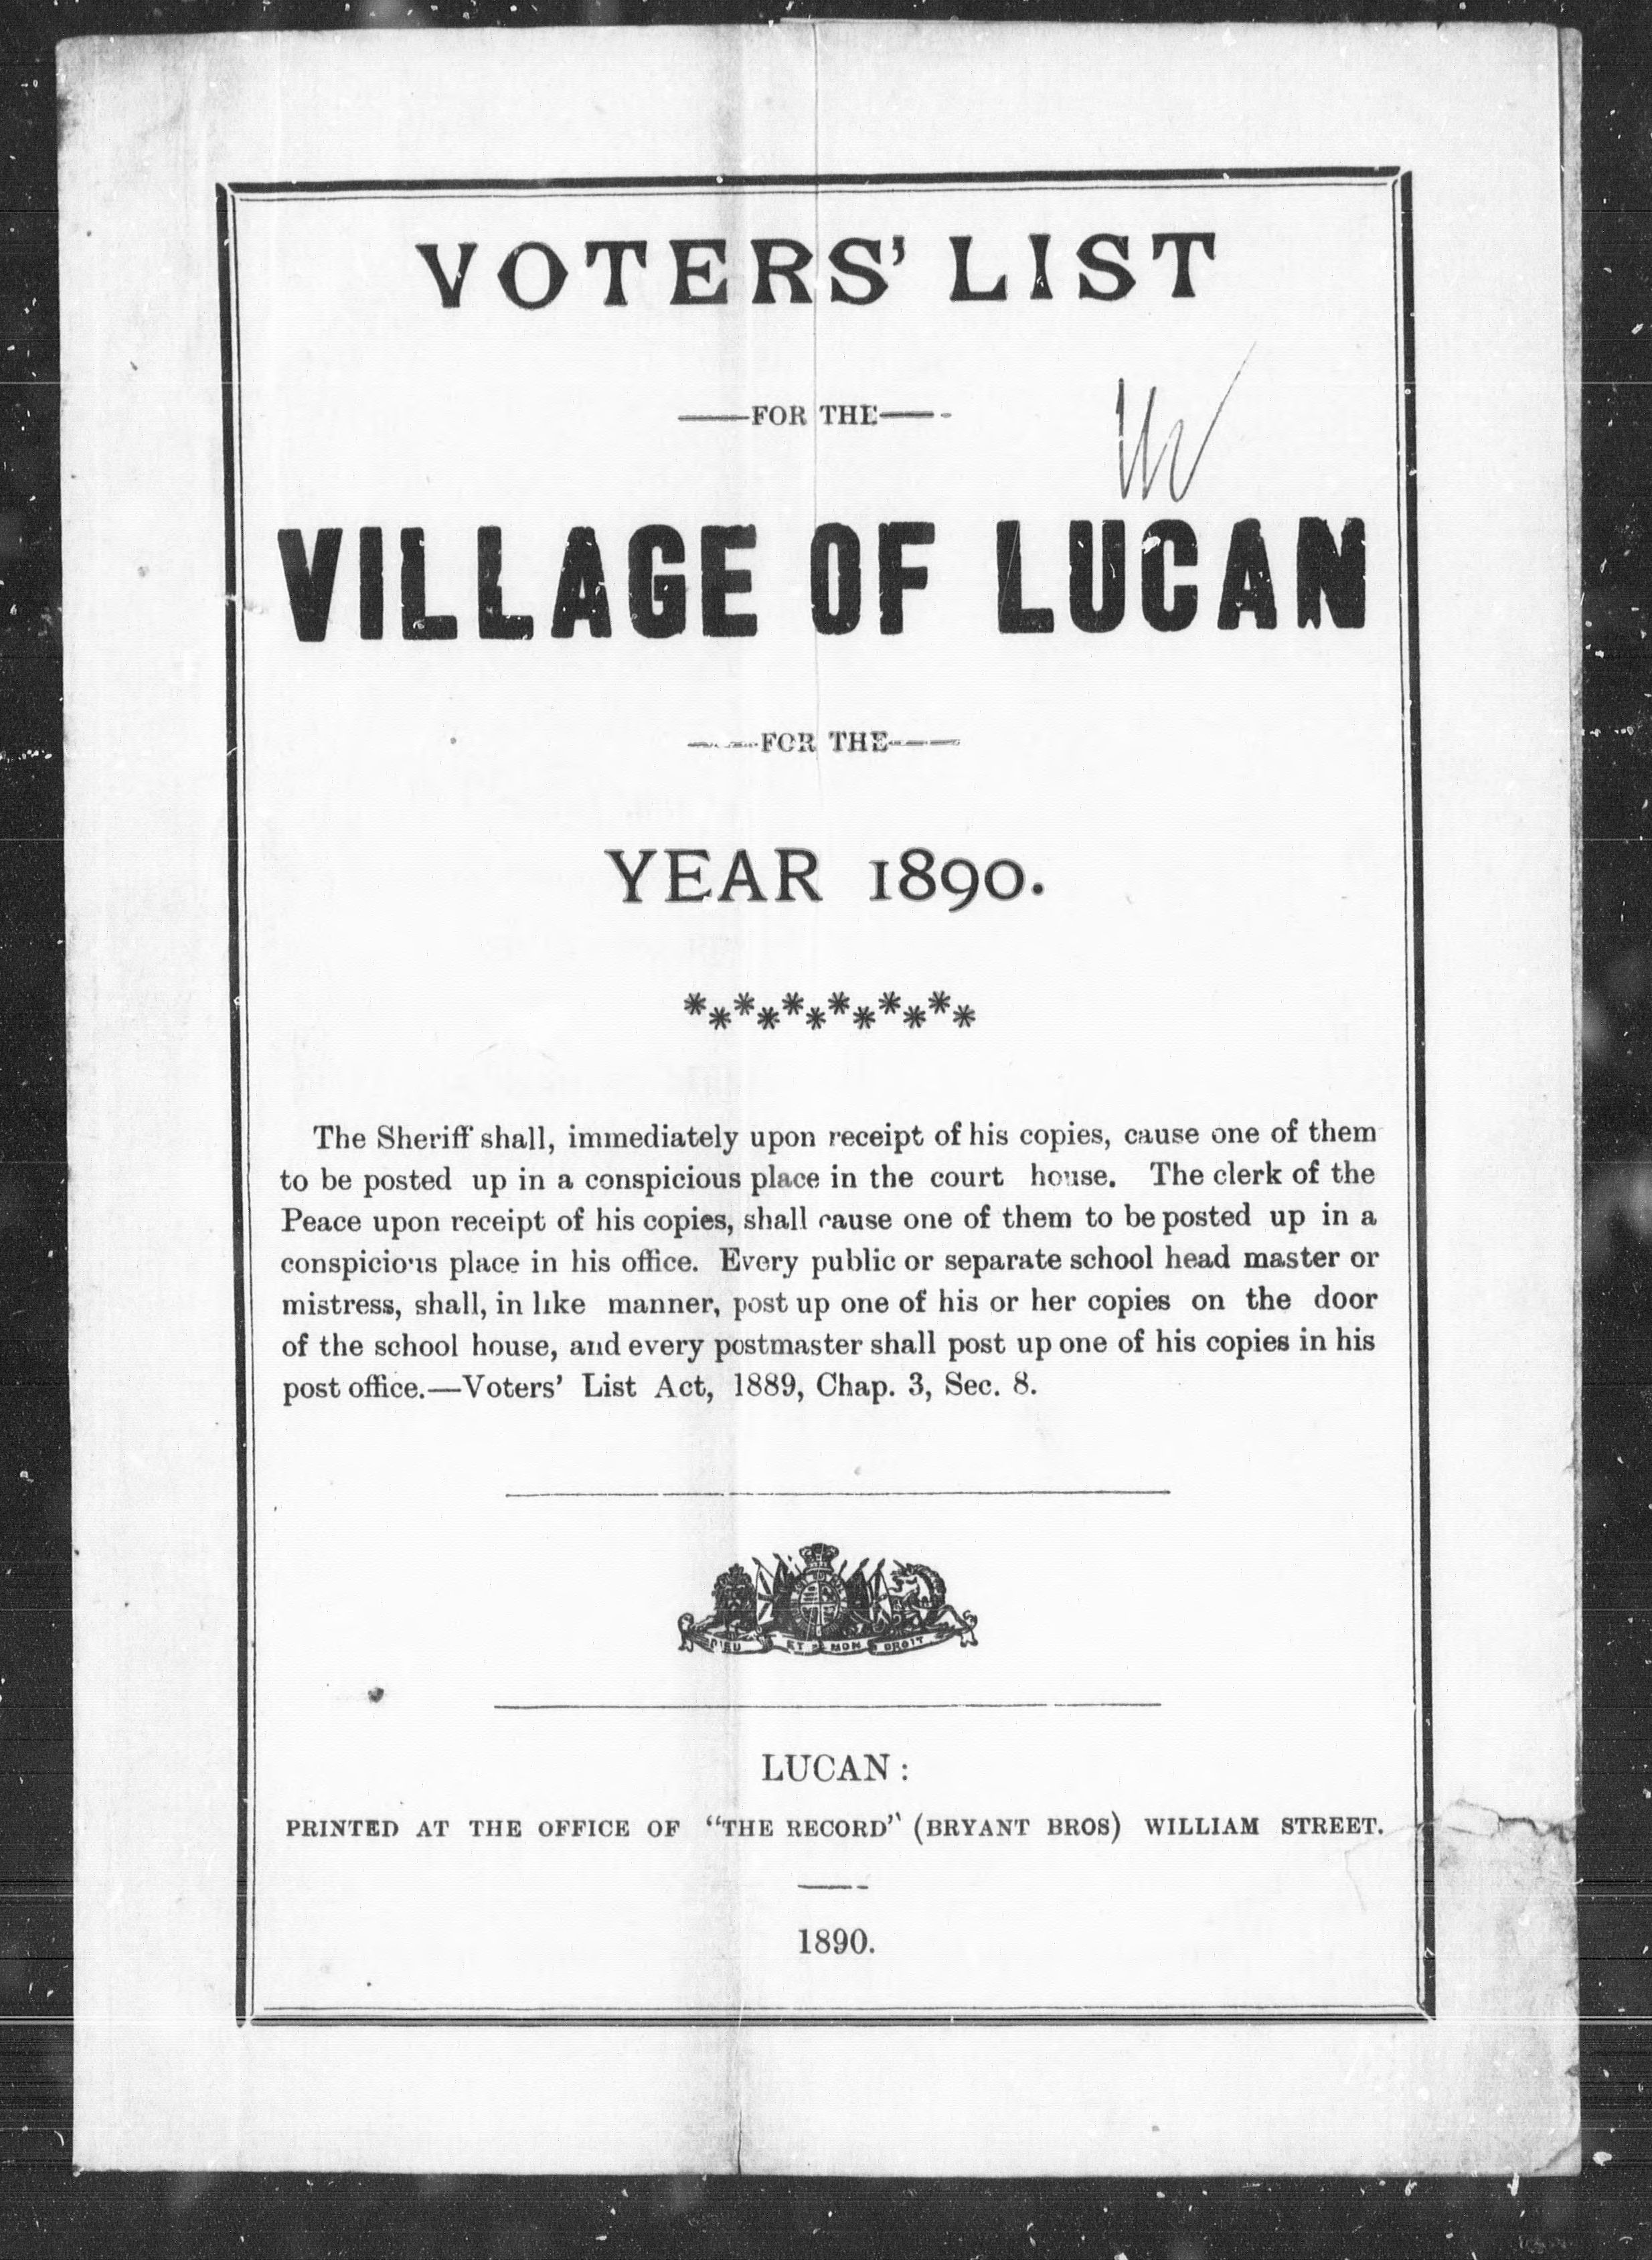 VOTERS' LIST
—FOR THE—-
VILLAGE OF LUCAN
—FOR THE—
YEAR 1890.
************
The Sheriff shall, immediately upon receipt of his copies, cause one of them
to be posted up in a conspicious place in the court house. The clerk of the
Peace upon receipt of his copies, shall cause one of them to be posted up in a
conspicious place in his office. Every public or separate school head master or
mistress, shall, in like manner, post up one of his or her copies on the door
of the school house, and every postmaster shall post up one of his copies in his
post office.—Voters' List Act, 1889, Chap. 3, Sec. 8.
DIEU ET MON DROIT
LUCAN:
PRINTED AT THE OFFICE OF "THE RECORD" (BRYANT BROS) WILLIAM STREET.
1890.